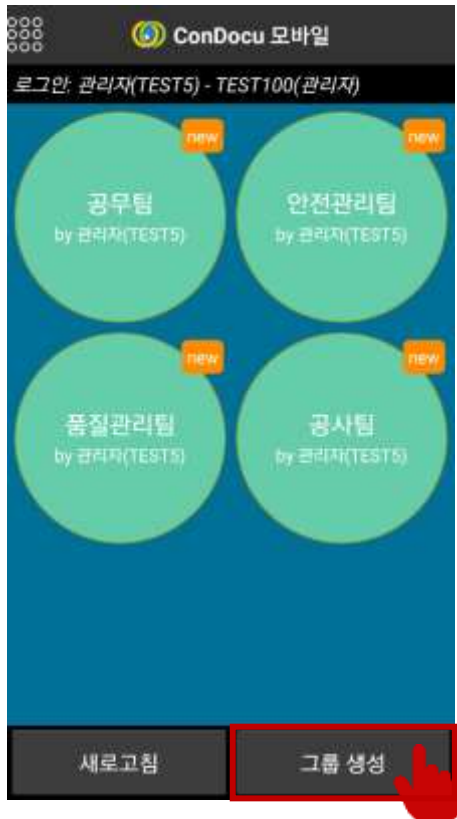 ConDocu 모바일
로그인: 관리자(TEST5) - TEST100(관리자)
new
new
공무팀
안전관리팀
by 관리자(TEST5)
by 관리자(TEST5)
new
new
품질관리팀
공사팀
by 관리자(TEST5)
by 관리자(TEST5)
새로고침
그룹 생성